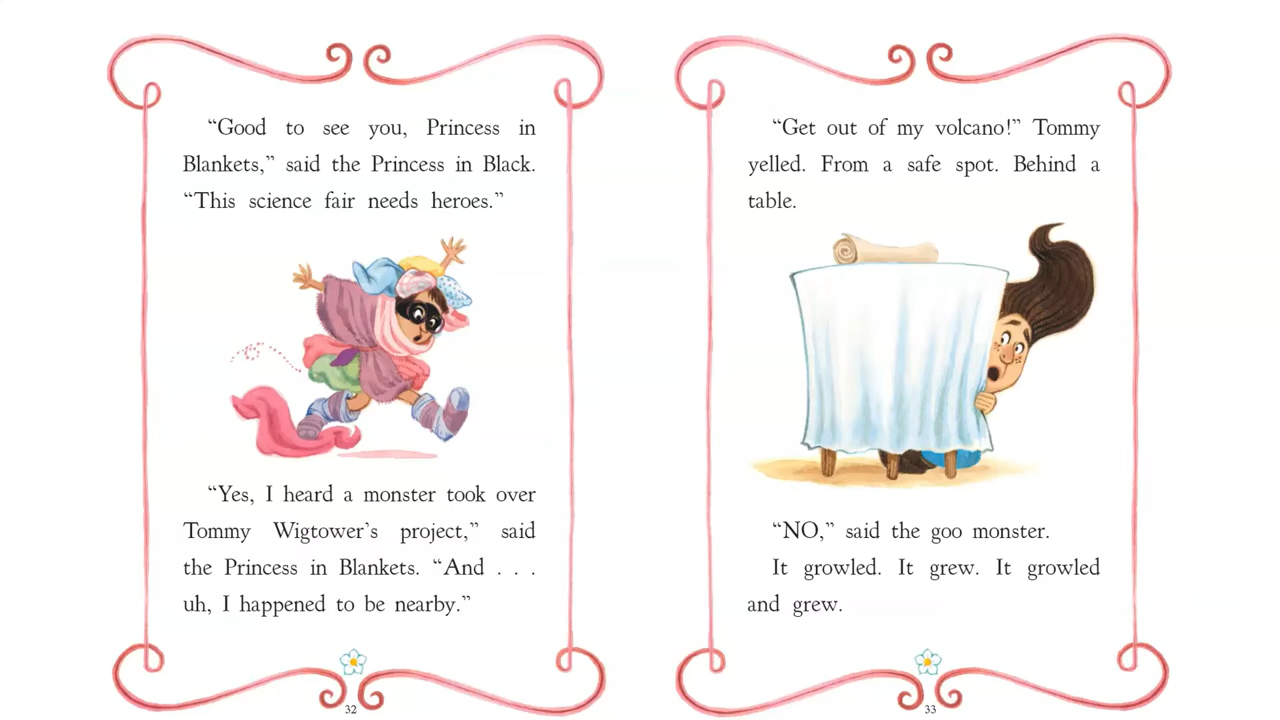 “Good to see you, Princess in
Blankets,” said the Princess in Black.
“This science fair needs heroes.”
“Yes, I heard a monster took over
Tommy Wigtower’s project,” said
the Princess in Blankets. “And . . .
uh, I happened to be nearby.”
32
“Get out of my volcano!” Tommy
yelled. From a safe spot. Behind a
table.
“NO,” said the goo monster.
It growled. It grew. It growled
and grew.
33